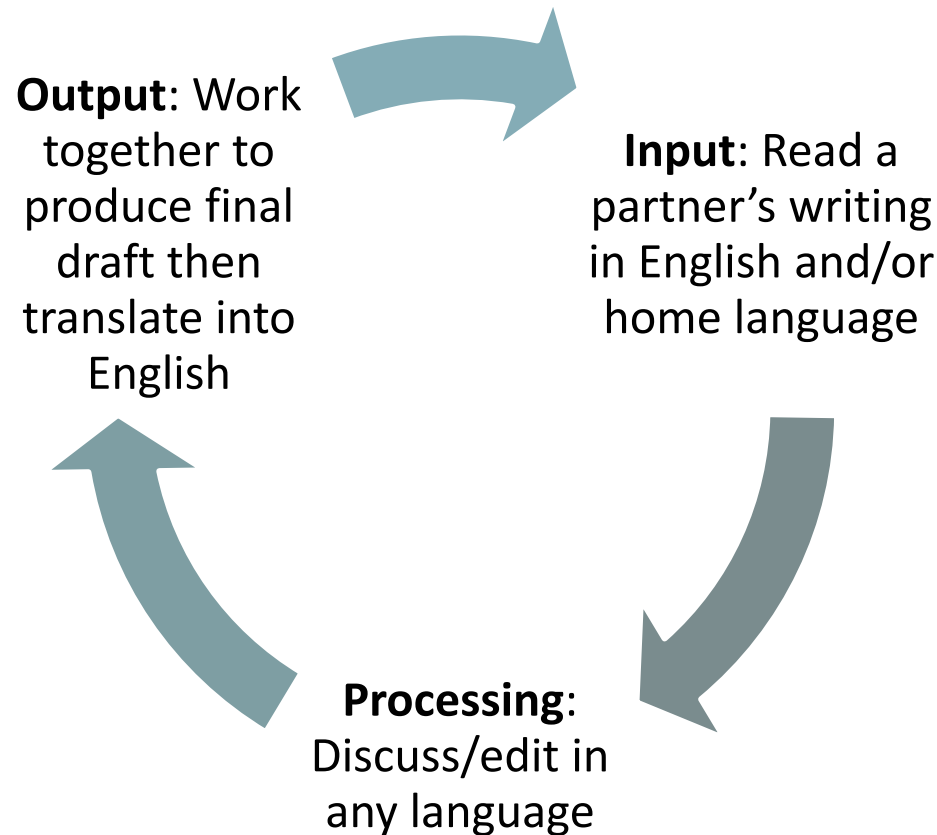 Output: Work
together to
produce final
draft then
translate into
English
Input: Read a
partner’s writing
in English and/or
home language
Processing:
Discuss/edit in
any language